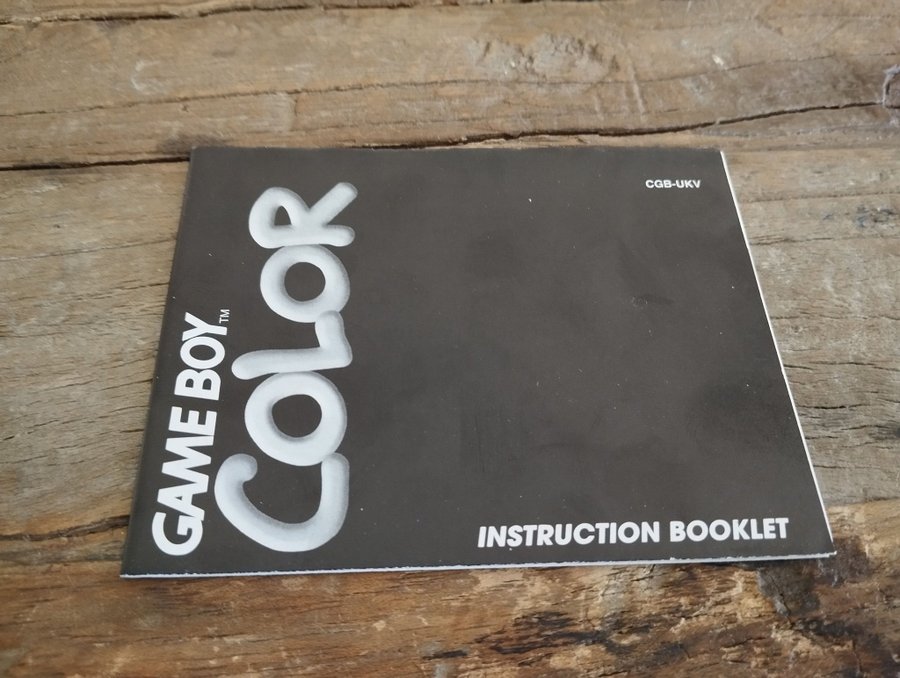 CGB-UKV
GAME BOY™
COLOR
INSTRUCTION BOOKLET